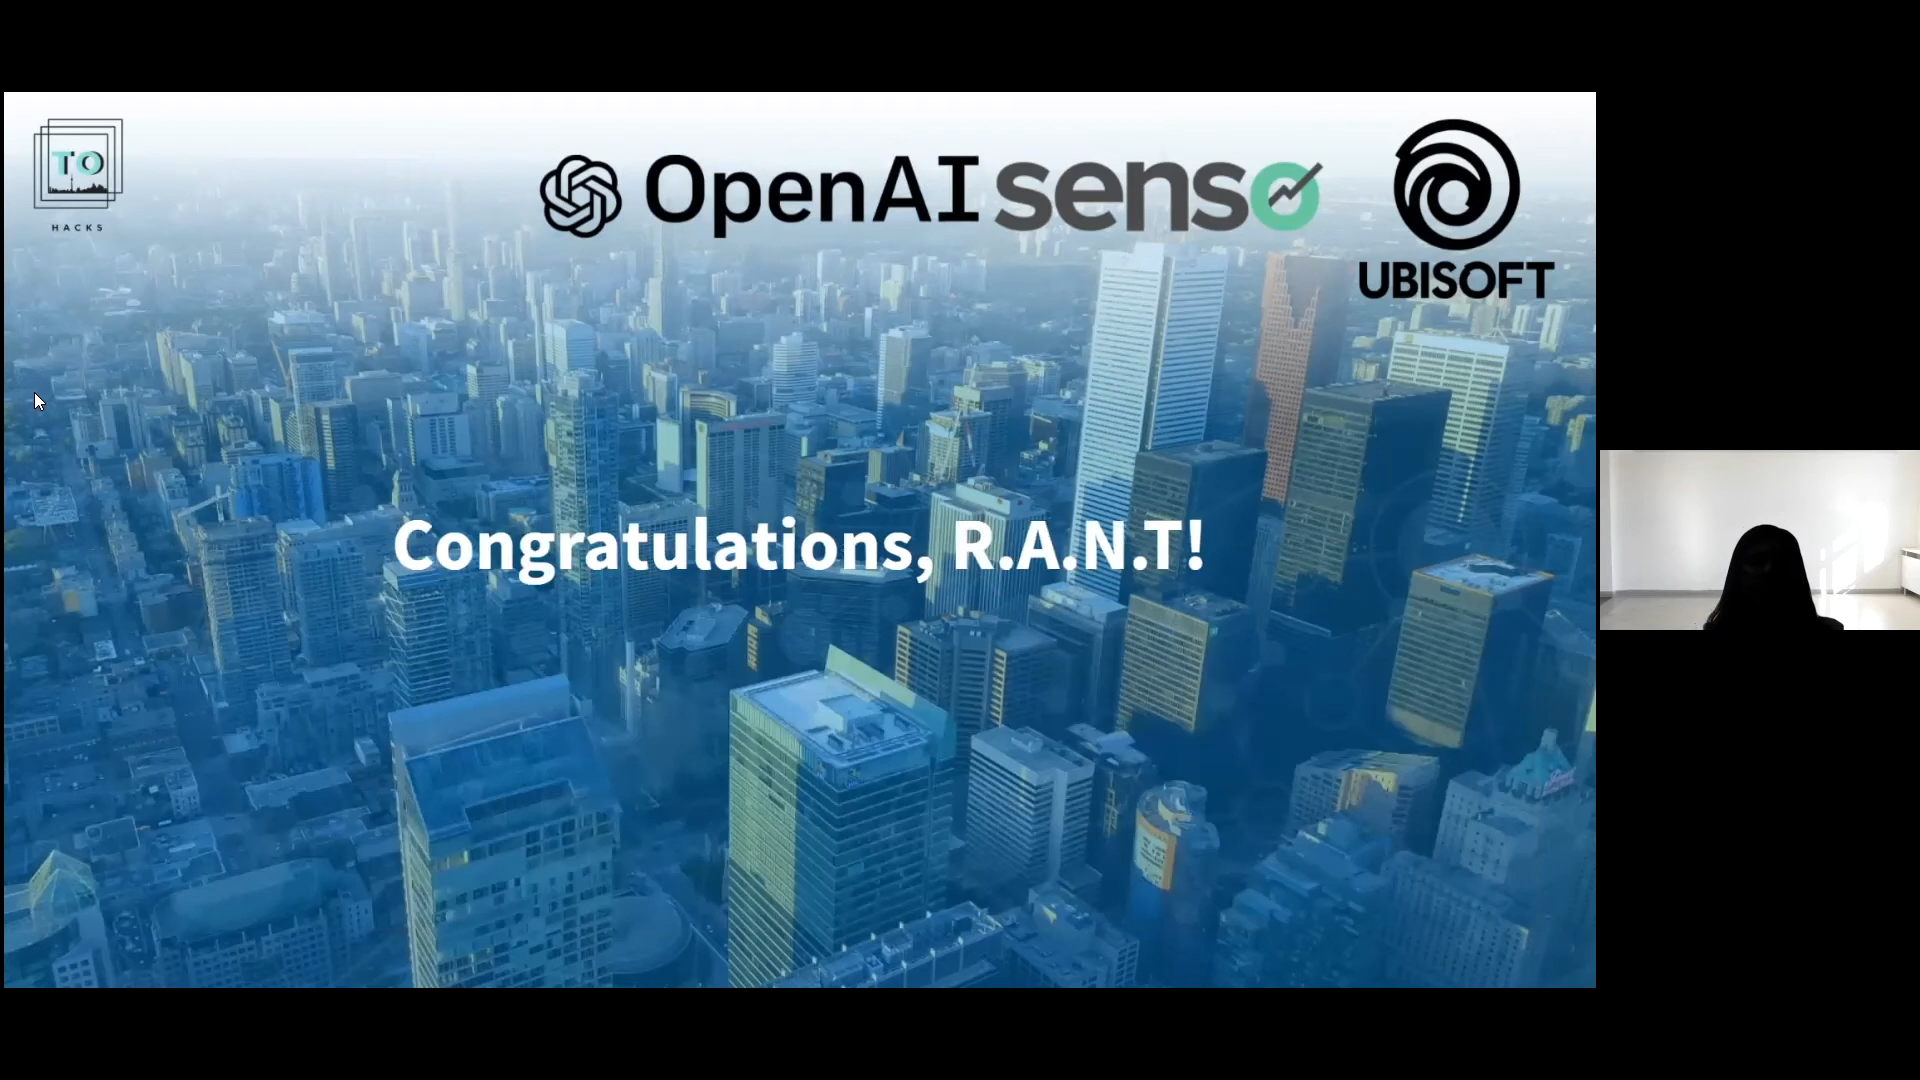 TO
HACKS
OpenAI
senso
UBISOFT
Congratulations, R.A.N.T!